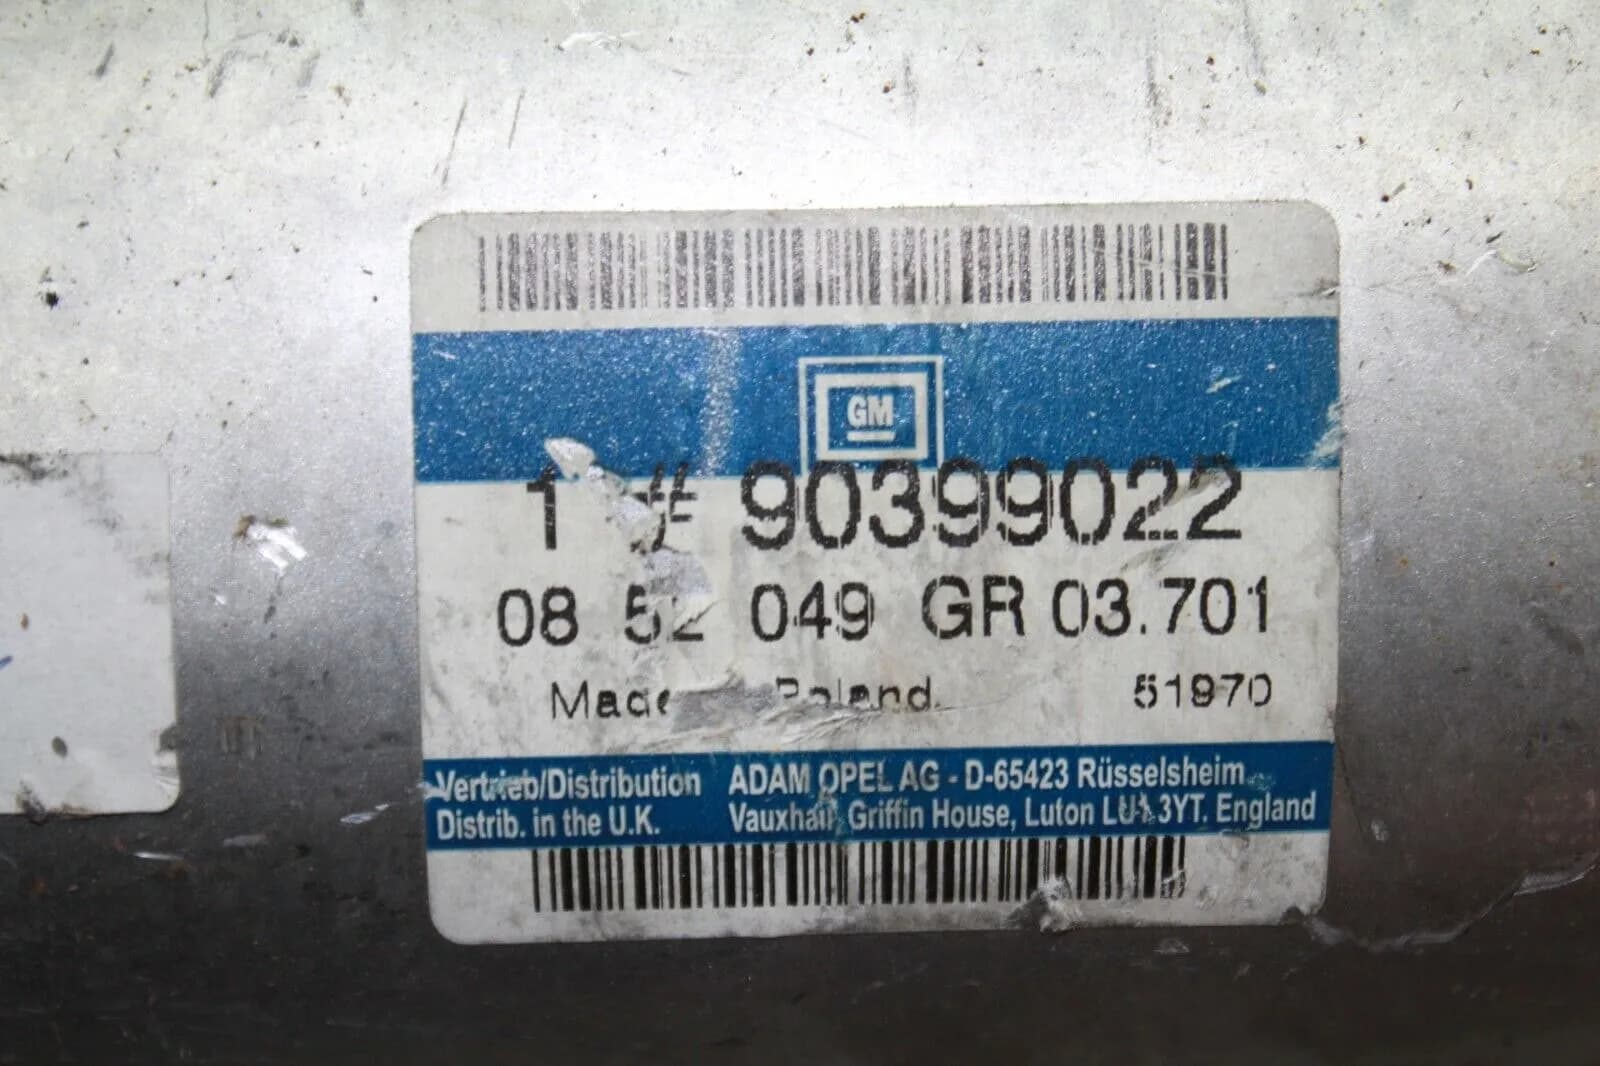 GM
1 # 90399022
08 52 049 GR 03.701
Made Poland
51970
Vertrieb/Distribution ADAM OPEL AG - D-65423 Rüsselsheim
Distrib. in the U.K. Vauxhall, Griffin House, Luton LU1 3YT. England